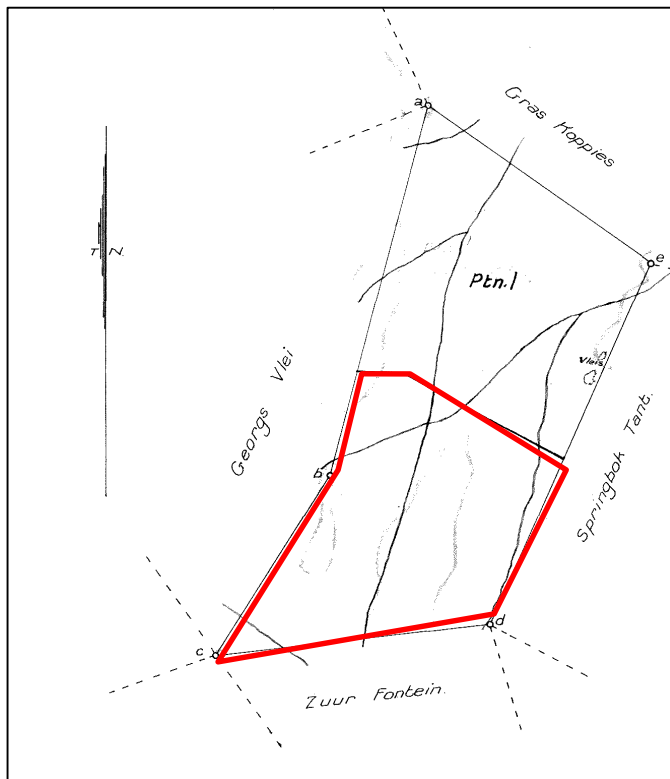 a
Gras Koppies
T.N.
e
Ptn.1
Vleis
Georgs Vlei
Springbok Tant.
b
d
c
Zuur Fontein.